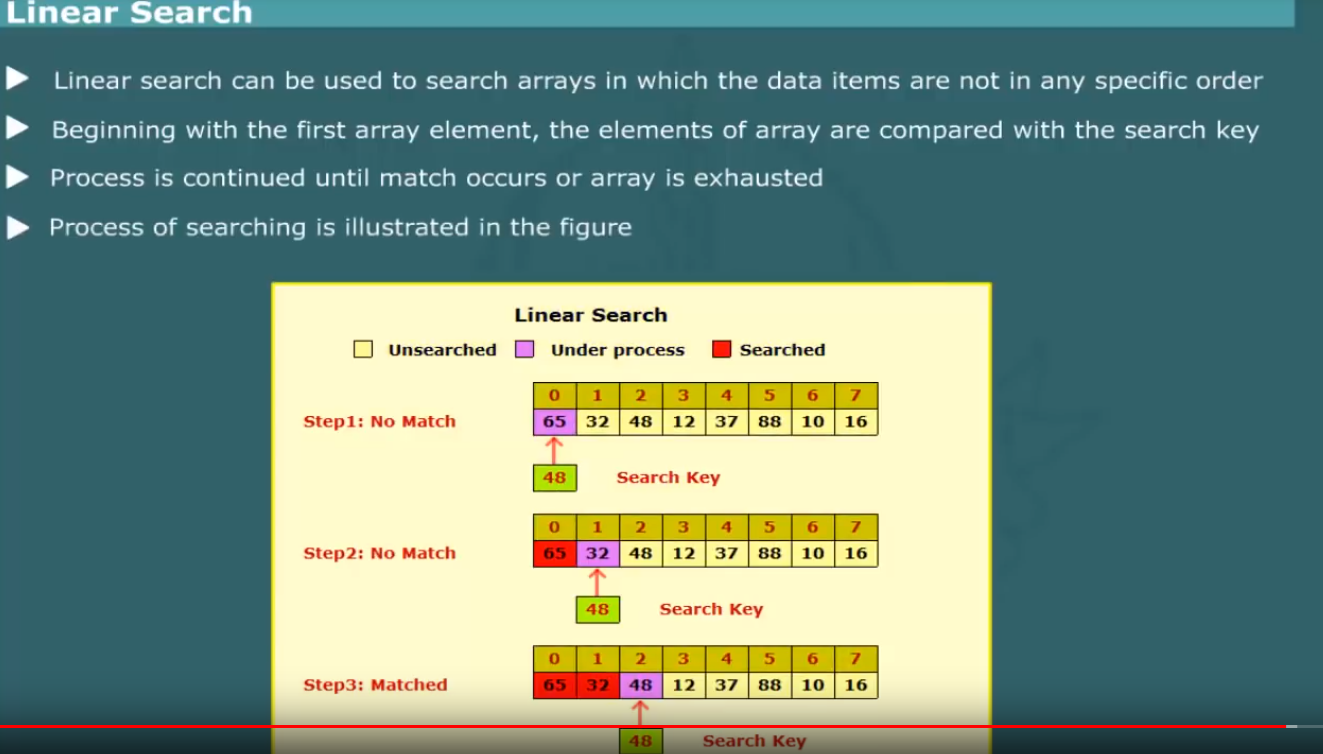 Linear Search
Linear search can be used to search arrays in which the data items are not in any specific order
Beginning with the first array element, the elements of array are compared with the search key
Process is continued until match occurs or array is exhausted
Process of searching is illustrated in the figure
Linear Search
Unsearched Under process Searched
0 1 2 3 4 5 6 7
Step1: No Match 65 32 48 12 37 88 10 16
48 Search Key
0 1 2 3 4 5 6 7
Step2: No Match 65 32 48 12 37 88 10 16
48 Search Key
0 1 2 3 4 5 6 7
Step3: Matched 65 32 48 12 37 88 10 16
48 Search Key